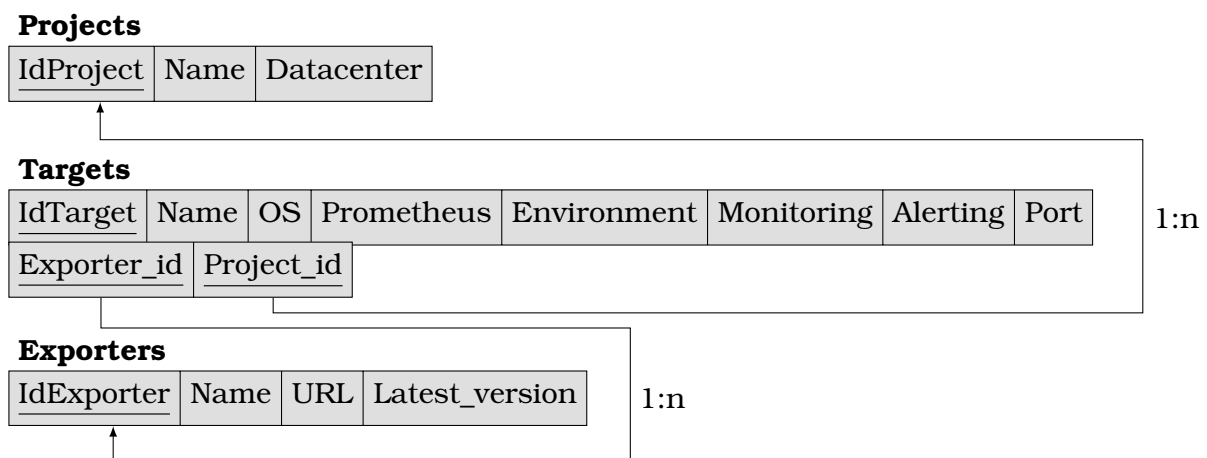 Projects
IdProject Name Datacenter
Targets
IdTarget Name OS Prometheus Environment Monitoring Alerting Port
1:n
Exporter_id Project_id
Exporters
IdExporter Name URL Latest_version
1:n